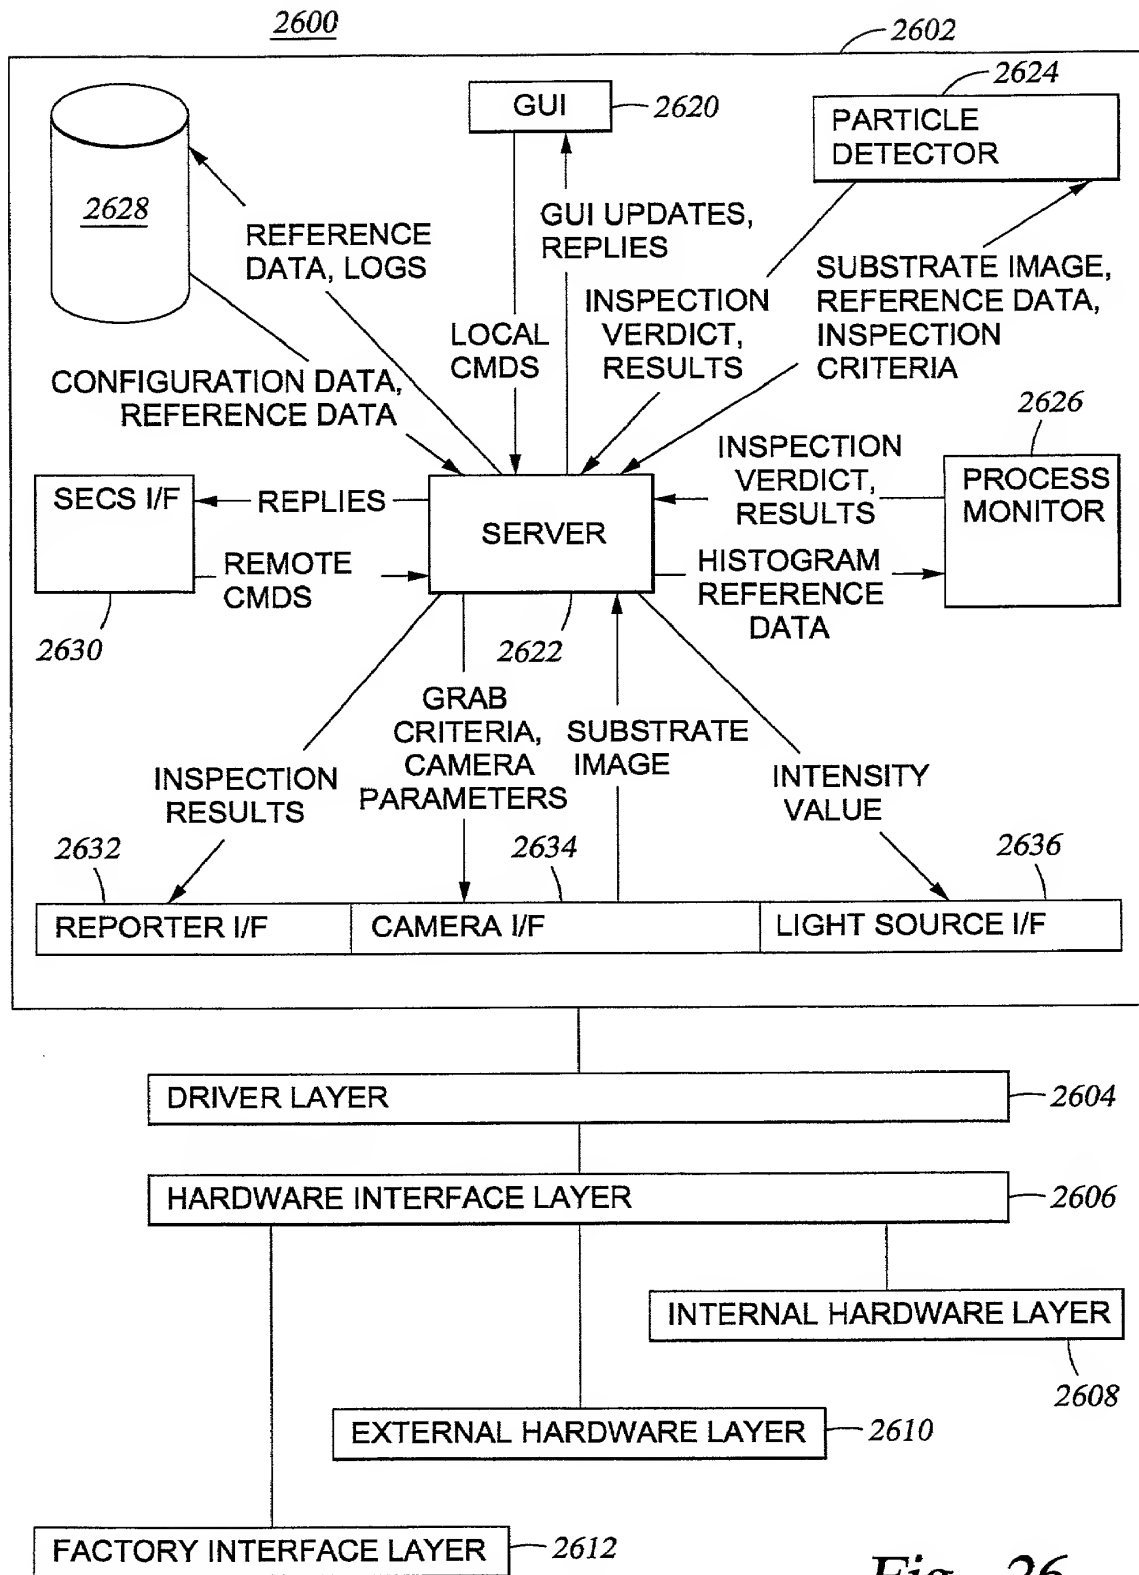 2600
2602
2624
GUI
2620
PARTICLE
DETECTOR
2628
REFERENCE
DATA, LOGS
GUI UPDATES,
REPLIES
SUBSTRATE IMAGE,
REFERENCE DATA,
INSPECTION
CRITERIA
INSPECTION
VERDICT,
RESULTS
LOCAL
CMDS
CONFIGURATION DATA,
REFERENCE DATA
2626
INSPECTION
VERDICT,
RESULTS
PROCESS
MONITOR
SECS I/F
REPLIES
SERVER
REMOTE
CMDS
HISTOGRAM
REFERENCE
DATA
2630
2622
GRAB
CRITERIA,
CAMERA
PARAMETERS
SUBSTRATE
IMAGE
INSPECTION
RESULTS
INTENSITY
VALUE
2632
2634
2636
REPORTER I/F
CAMERA I/F
LIGHT SOURCE I/F
DRIVER LAYER
2604
HARDWARE INTERFACE LAYER
2606
INTERNAL HARDWARE LAYER
2608
EXTERNAL HARDWARE LAYER
2610
FACTORY INTERFACE LAYER
2612
Fig. 26